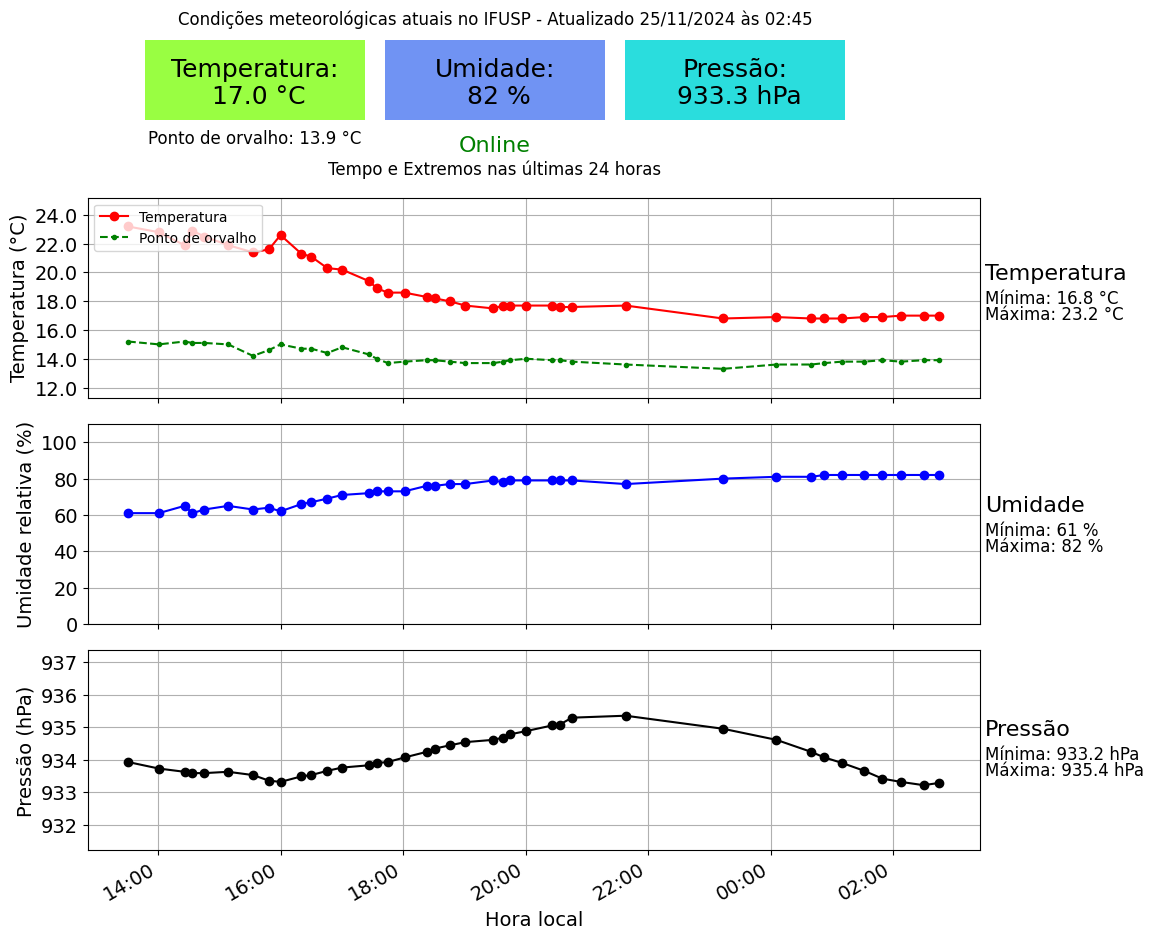 Condições meteorológicas atuais no IFUSP - Atualizado 25/11/2024 às 02:45
Temperatura:
17.0 °C
Umidade:
82 %
Pressão:
933.3 hPa
Ponto de orvalho: 13.9 °C
Online
Tempo e Extremos nas últimas 24 horas
Temperatura (°C)
24.0
22.0
20.0
18.0
16.0
14.0
12.0
Temperatura
Ponto de orvalho
Temperatura
Mínima: 16.8 °C
Máxima: 23.2 °C
Umidade relativa (%)
100
80
60
40
20
0
Umidade
Mínima: 61 %
Máxima: 82 %
Pressão (hPa)
937
936
935
934
933
932
Pressão
Mínima: 933.2 hPa
Máxima: 935.4 hPa
14:00 16:00 18:00 20:00 22:00 00:00 02:00
Hora local